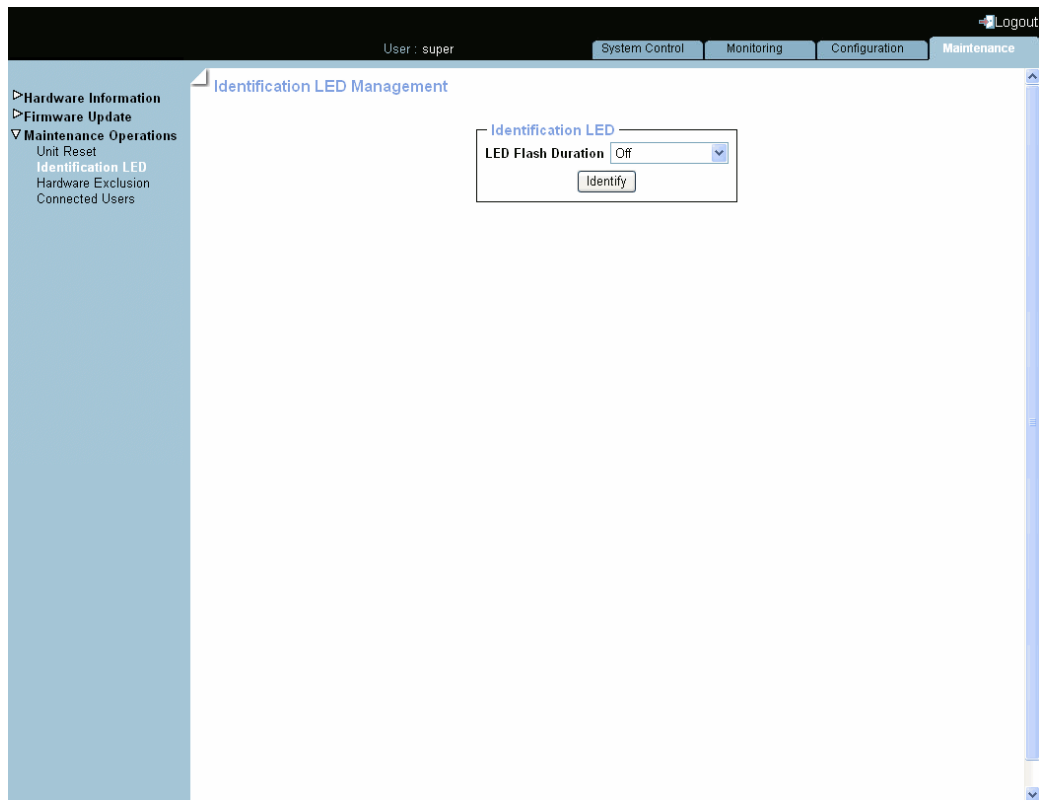 Logout
User : super
System Control
Monitoring
Configuration
Maintenance
Hardware Information
Firmware Update
Maintenance Operations
Unit Reset
Identification LED
Hardware Exclusion
Connected Users
Identification LED Management
Identification LED
LED Flash Duration Off
Identify